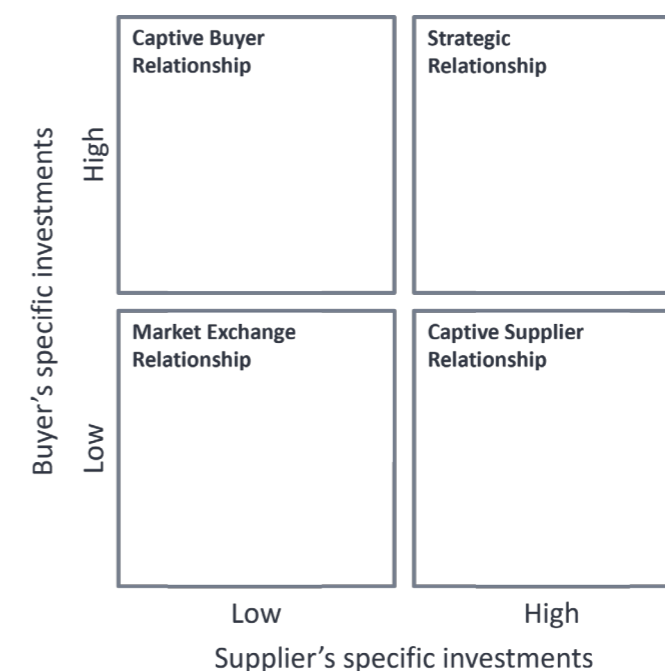 Captive Buyer
Relationship
Strategic
Relationship
High
Buyer’s specific investments
Market Exchange
Relationship
Captive Supplier
Relationship
Low
Low
High
Supplier’s specific investments